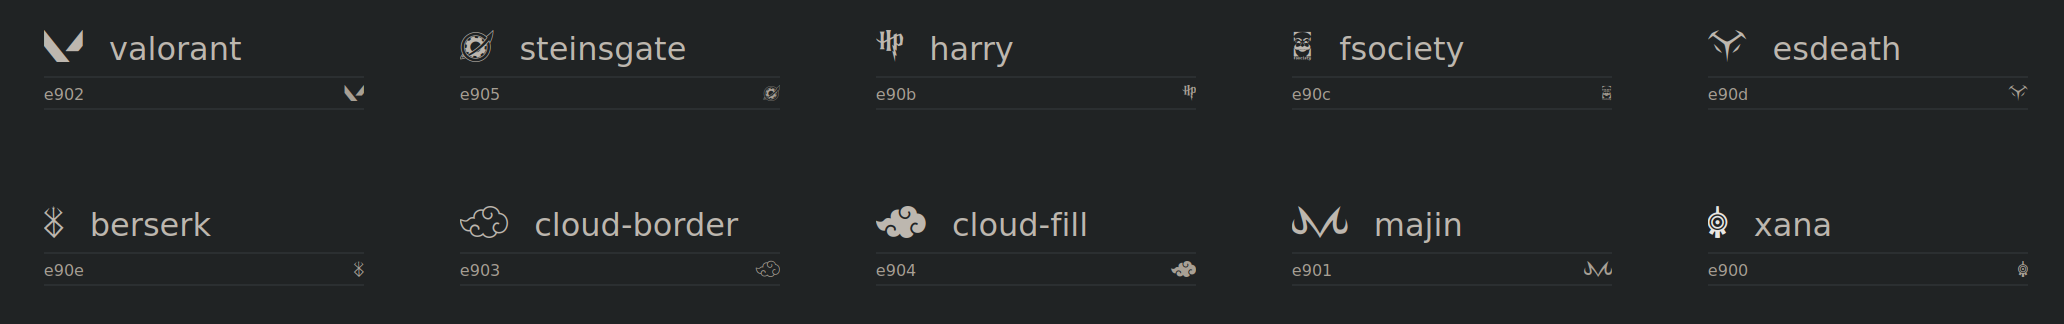 valorant
steinsgate
harry
fsociety
esdeath
e902
e905
e90b
e90c
e90d
berserk
cloud-border
cloud-fill
majin
xana
e90e
e903
e904
e901
e900